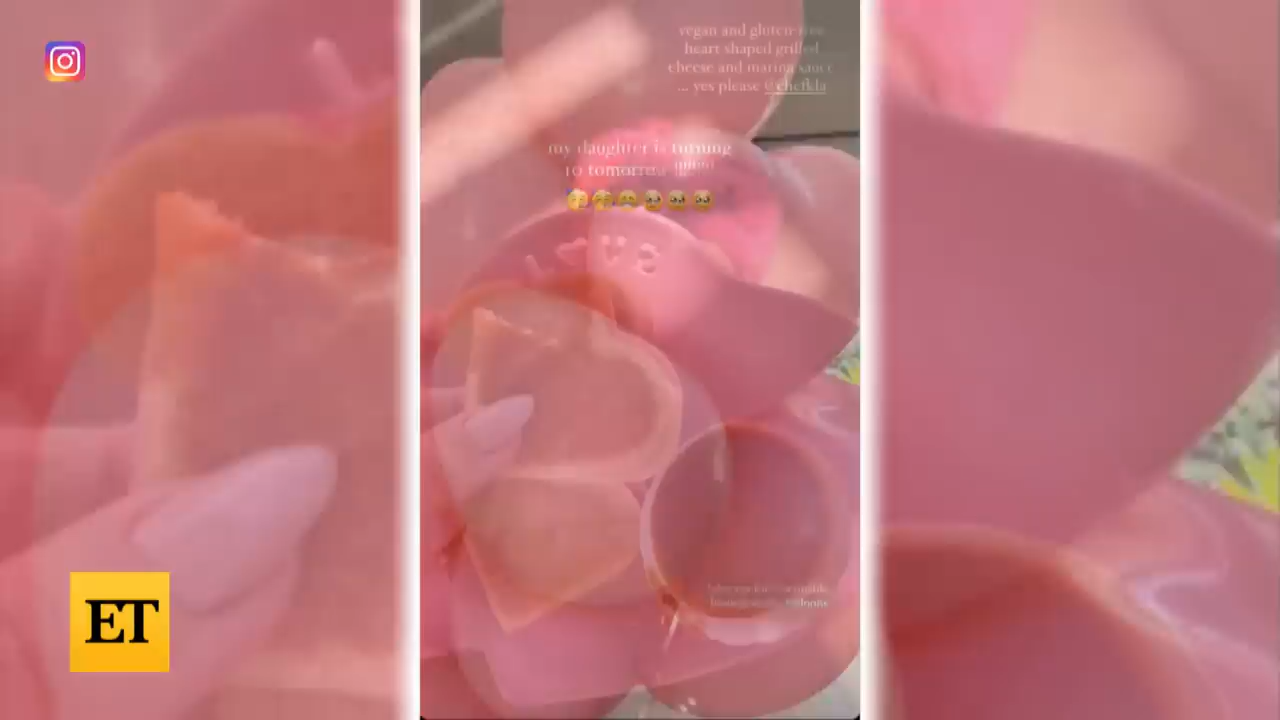 vegan and gluten-free
heart shaped grilled
cheese and marina sauce
... yes please @chefkla
my daughter is turning
10 tomorrow
LOVE
ET